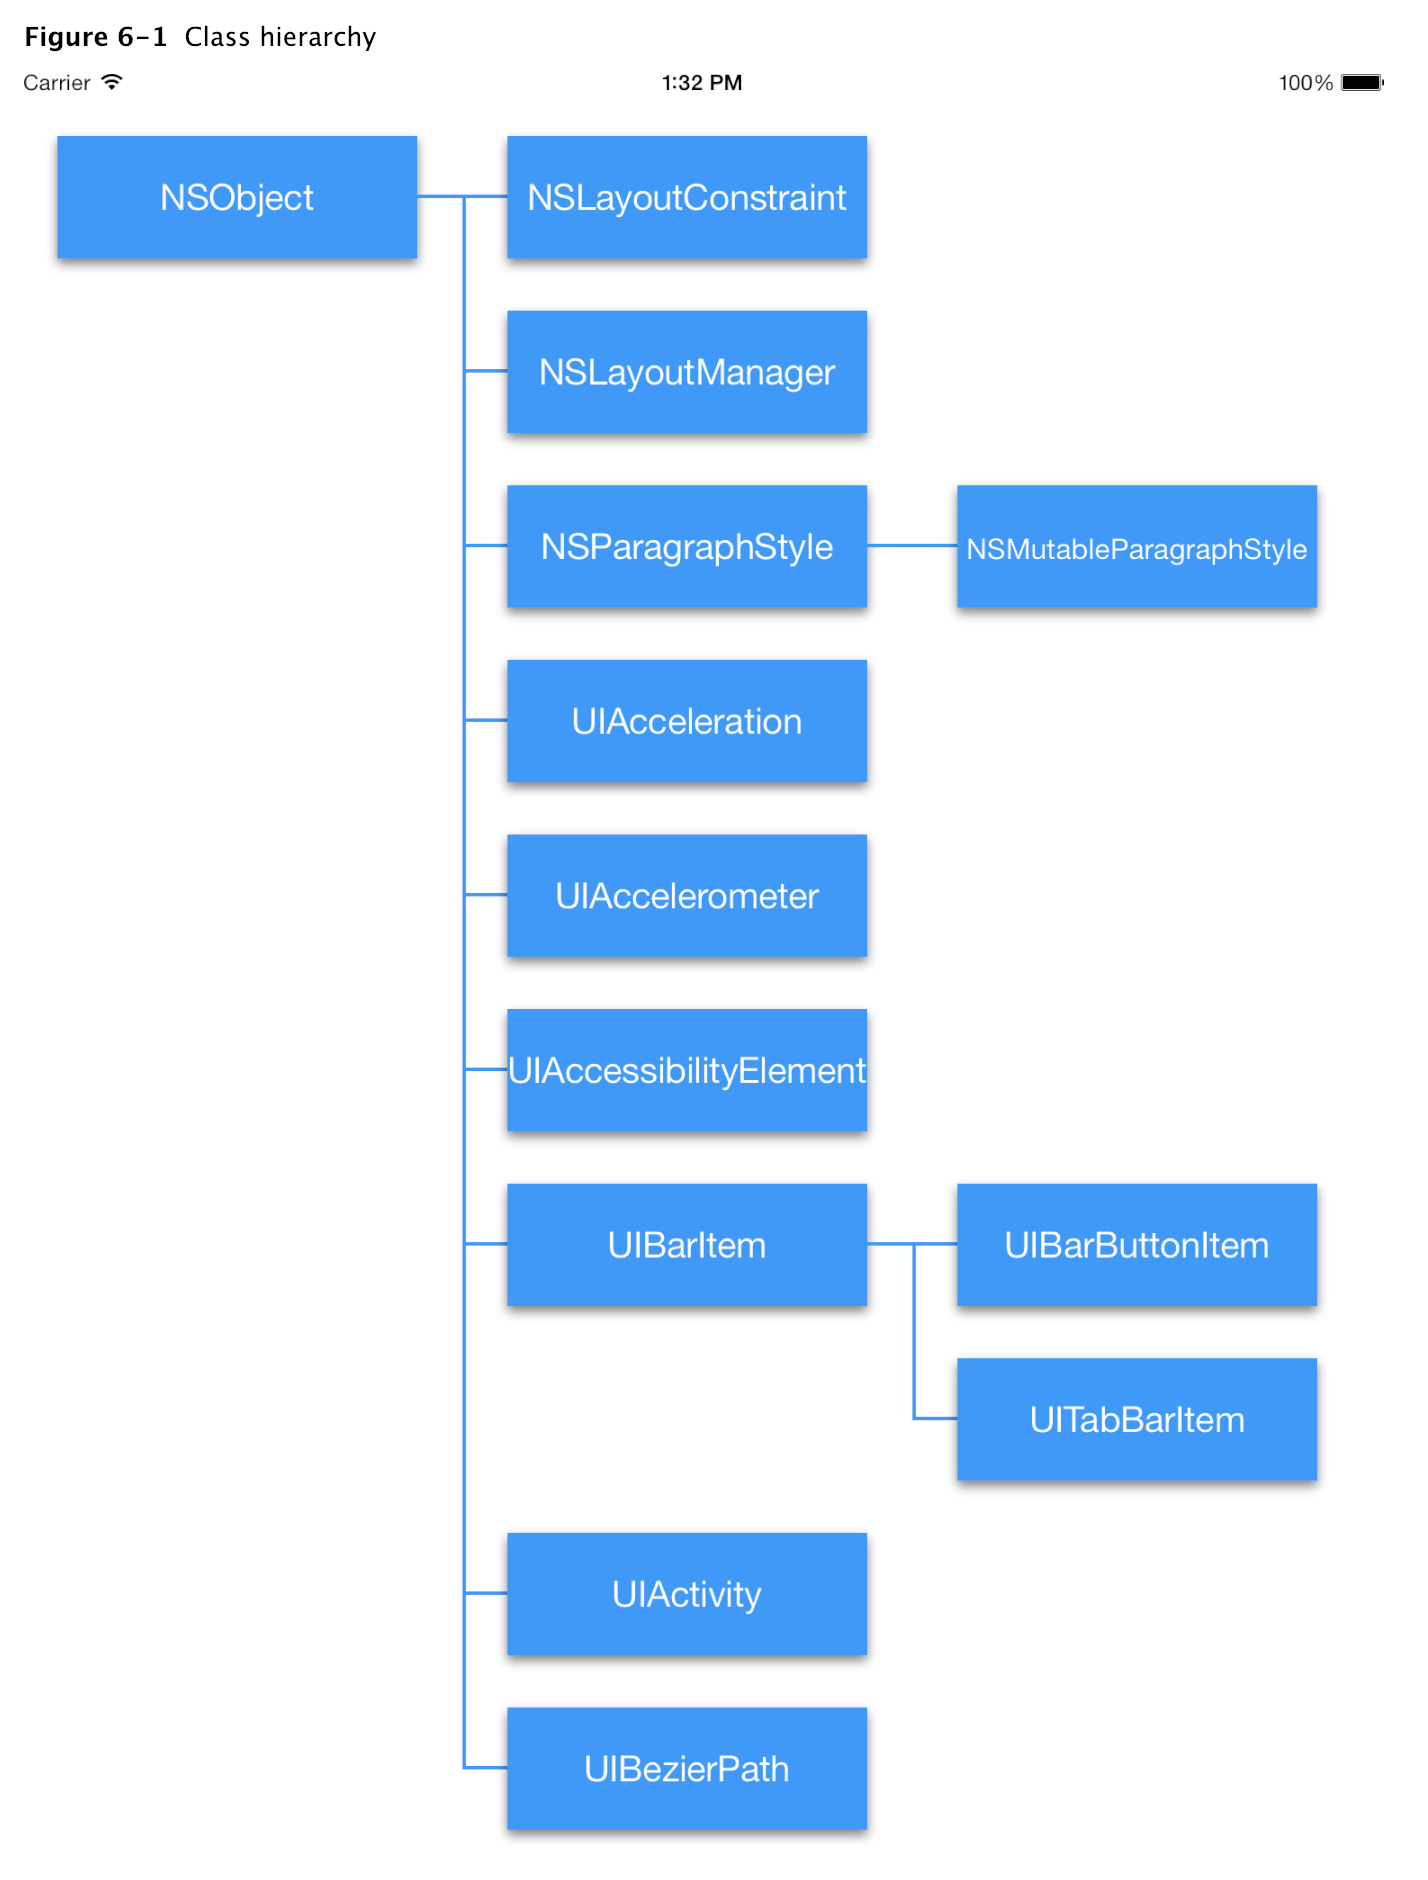 Figure 6-1 Class hierarchy
Carrier 1:32 PM 100%
NSObject
NSLayoutConstraint
NSLayoutManager
NSParagraphStyle
NSMutableParagraphStyle
UIAcceleration
UIAccelerometer
UIAccessibilityElement
UIBarItem
UIBarButtonItem
UITabBarItem
UIActivity
UIBezierPath